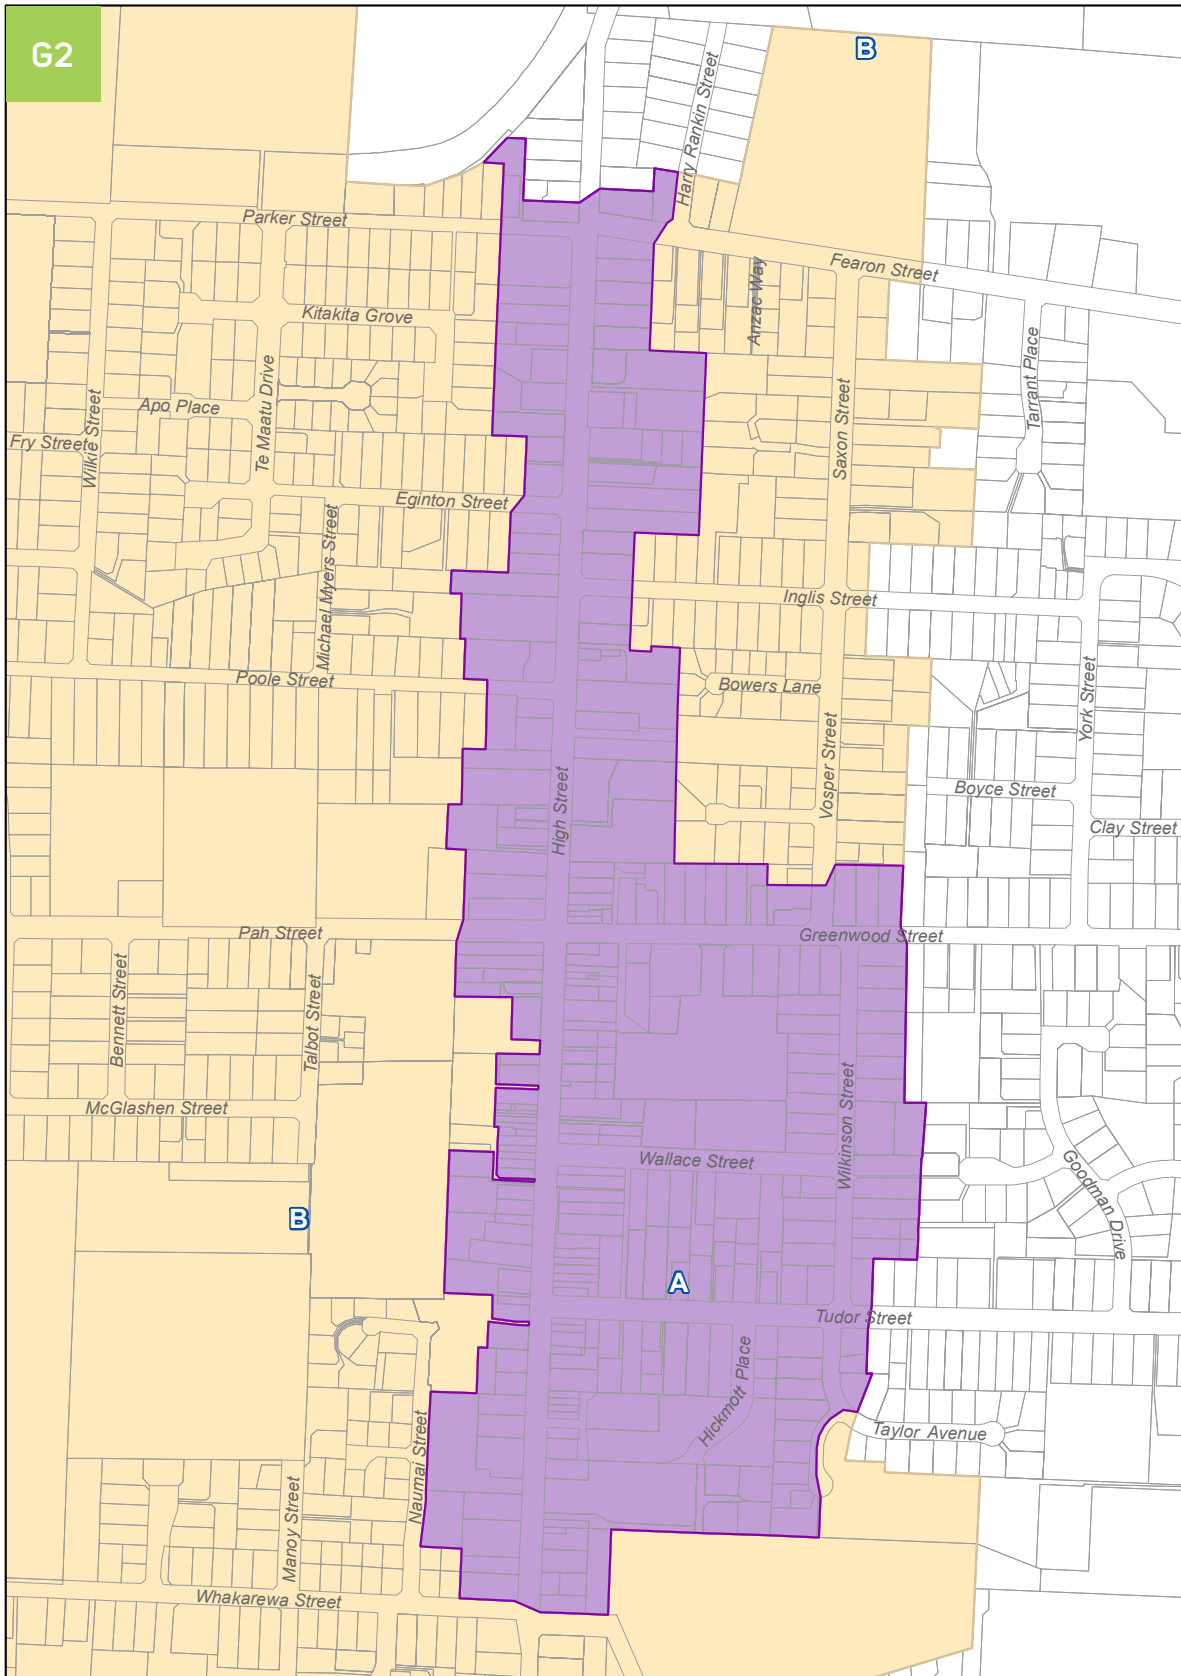 G2
B
Harry Rankin Street
Parker Street
Fearon Street
Anzac Way
Kitakita Grove
Tarrant Place
Te Maatu Drive
Saxon Street
Apo Place
Wilkie Street
Fry Street
Eginton Street
Michael Myers Street
Inglis Street
Poole Street
Bowers Lane
York Street
Vosper Street
High Street
Boyce Street
Clay Street
Pah Street
Greenwood Street
Bennett Street
Talbot Street
McGlashen Street
Wilkinson Street
Wallace Street
Goodman Drive
B
A
Tudor Street
Hickmott Place
Taylor Avenue
Naumai Street
Manoy Street
Whakarewa Street